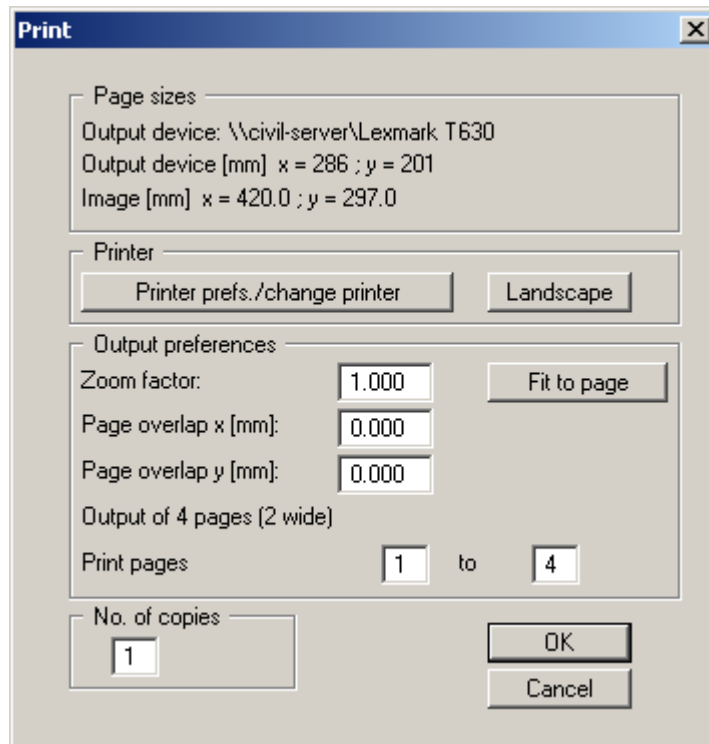 Print
Page sizes
Output device: \\civil-server\Lexmark T630
Output device [mm] x = 286 ; y = 201
Image [mm] x = 420.0 ; y = 297.0
Printer
Printer prefs./change printer Landscape
Output preferences
Zoom factor: 1.000 Fit to page
Page overlap x [mm]: 0.000
Page overlap y [mm]: 0.000
Output of 4 pages (2 wide)
Print pages 1 to 4
No. of copies
1
OK
Cancel